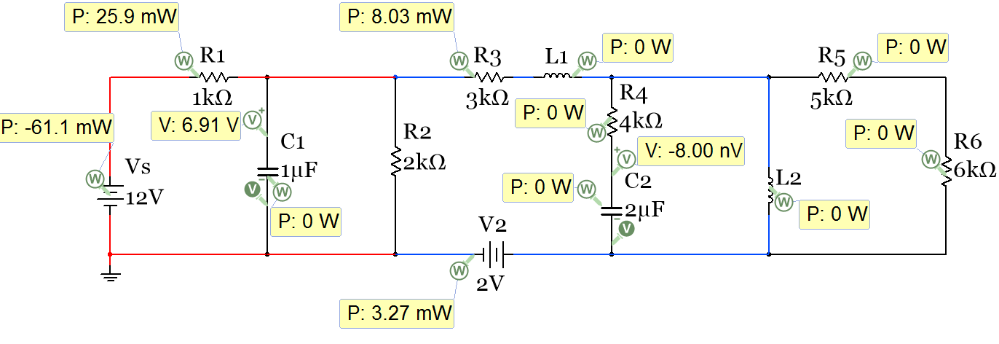 P: 25.9 mW
P: 8.03 mW
P: 0 W
P: 0 W
W R1
W R3
L1 W
R5 W
1kΩ
3kΩ
R4
5kΩ
P: 0 W
4kΩ
W
P: -61.1 mW
V: 6.91 V
V +
C1
R2
P: 0 W
R6
Vs
1µF
2kΩ
+ V
V: -8.00 nV
W
6kΩ
W
12V
V -
W
P: 0 W
W
C2
L2
W
P: 0 W
2µF
P: 0 W
V2
- V
W
2V
P: 3.27 mW